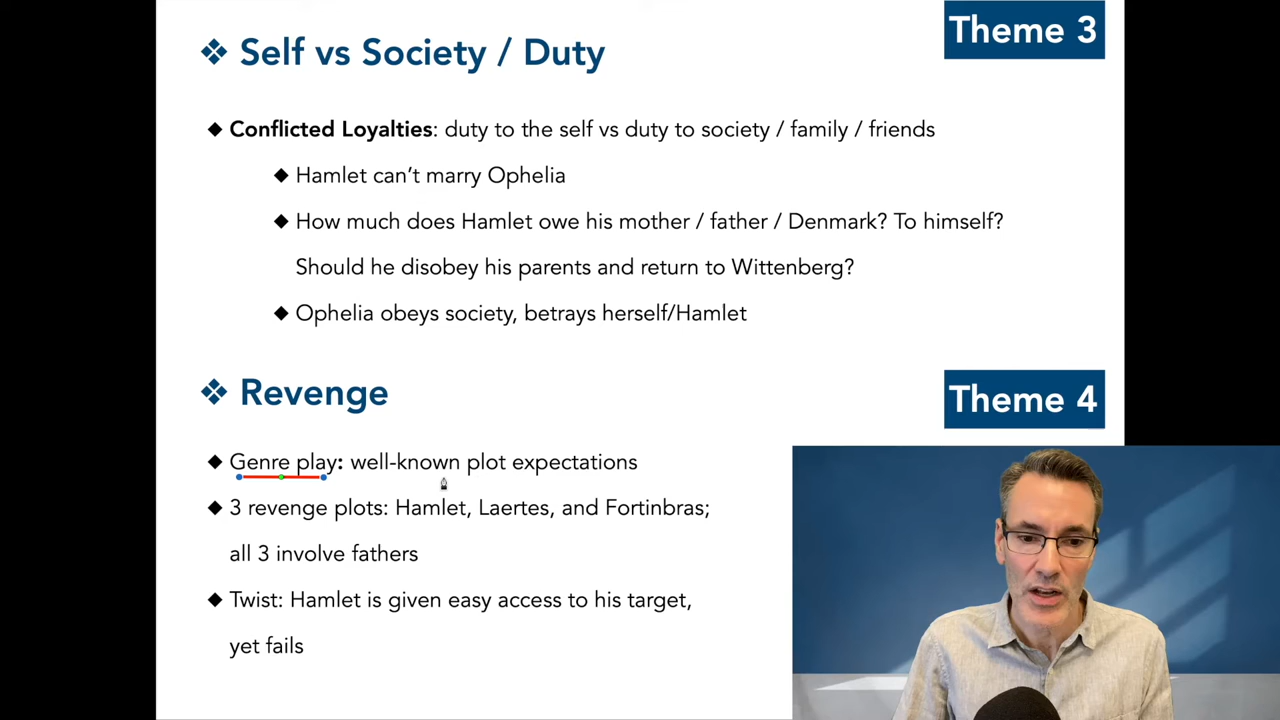 Theme 3
❖ Self vs Society / Duty
◆ Conflicted Loyalties: duty to the self vs duty to society / family / friends
◆ Hamlet can’t marry Ophelia
◆ How much does Hamlet owe his mother / father / Denmark? To himself?
Should he disobey his parents and return to Wittenberg?
◆ Ophelia obeys society, betrays herself/Hamlet
❖ Revenge
Theme 4
◆ Genre play: well-known plot expectations
◆ 3 revenge plots: Hamlet, Laertes, and Fortinbras;
all 3 involve fathers
◆ Twist: Hamlet is given easy access to his target,
yet fails